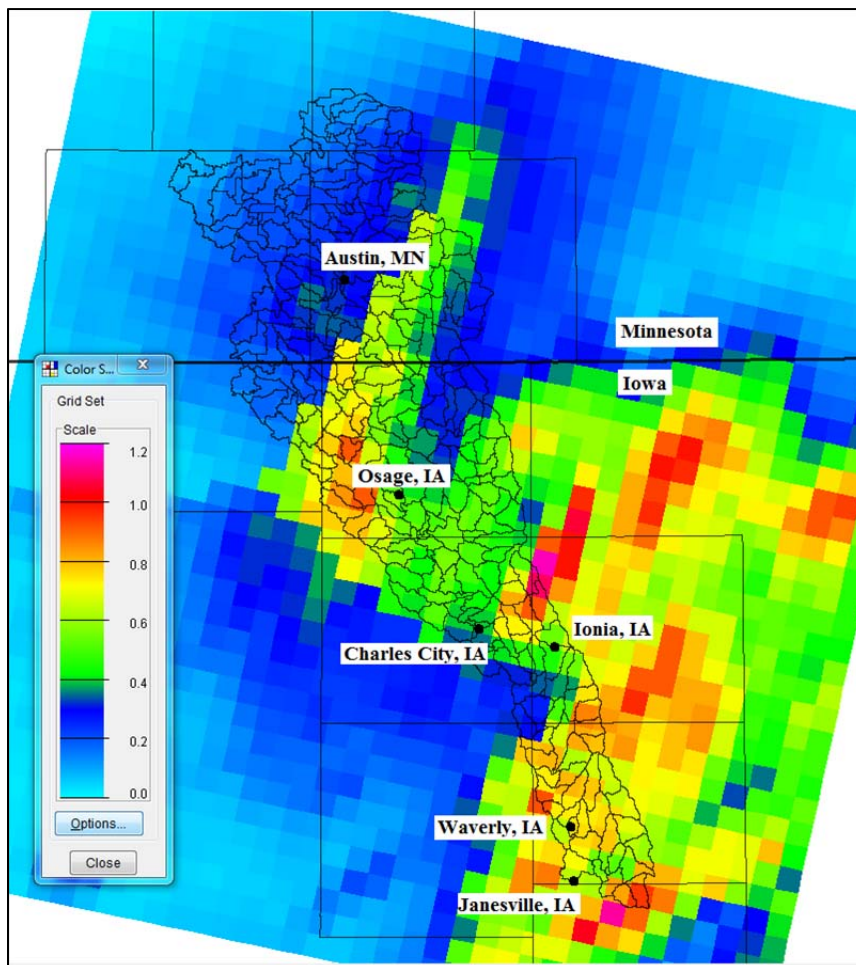 Austin, MN
Minnesota
Iowa
Color S...
Grid Set
Scale
1.2
1.0
0.8
0.6
0.4
0.2
0.0
Options...
Close
Osage, IA
Ionia, IA
Charles City, IA
Waverly, IA
Janesville, IA